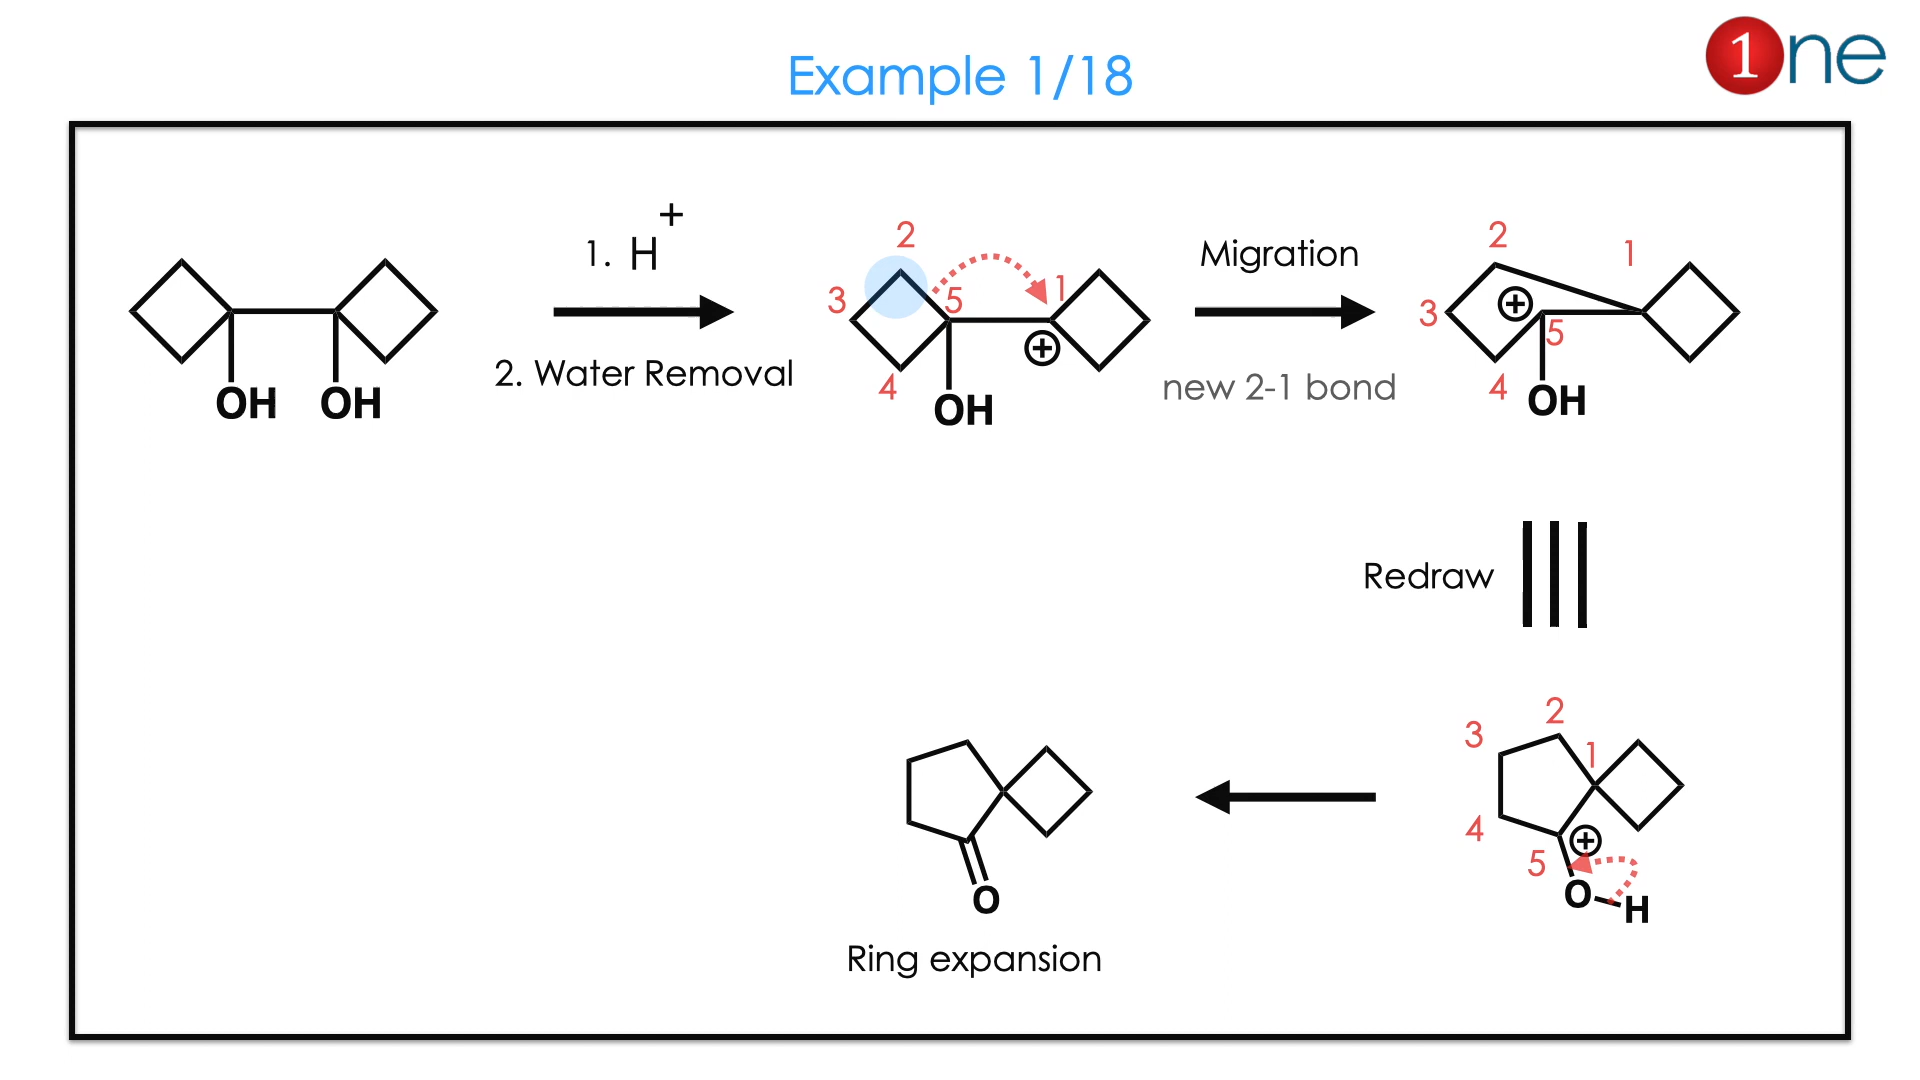 Example 1/18
1ne
1. H+
2. Water Removal
OH OH
2
3
5
1
4
OH
Migration
new 2-1 bond
2
1
3
5
4
OH
Redraw
2
3
1
4
5
O
H
O
Ring expansion